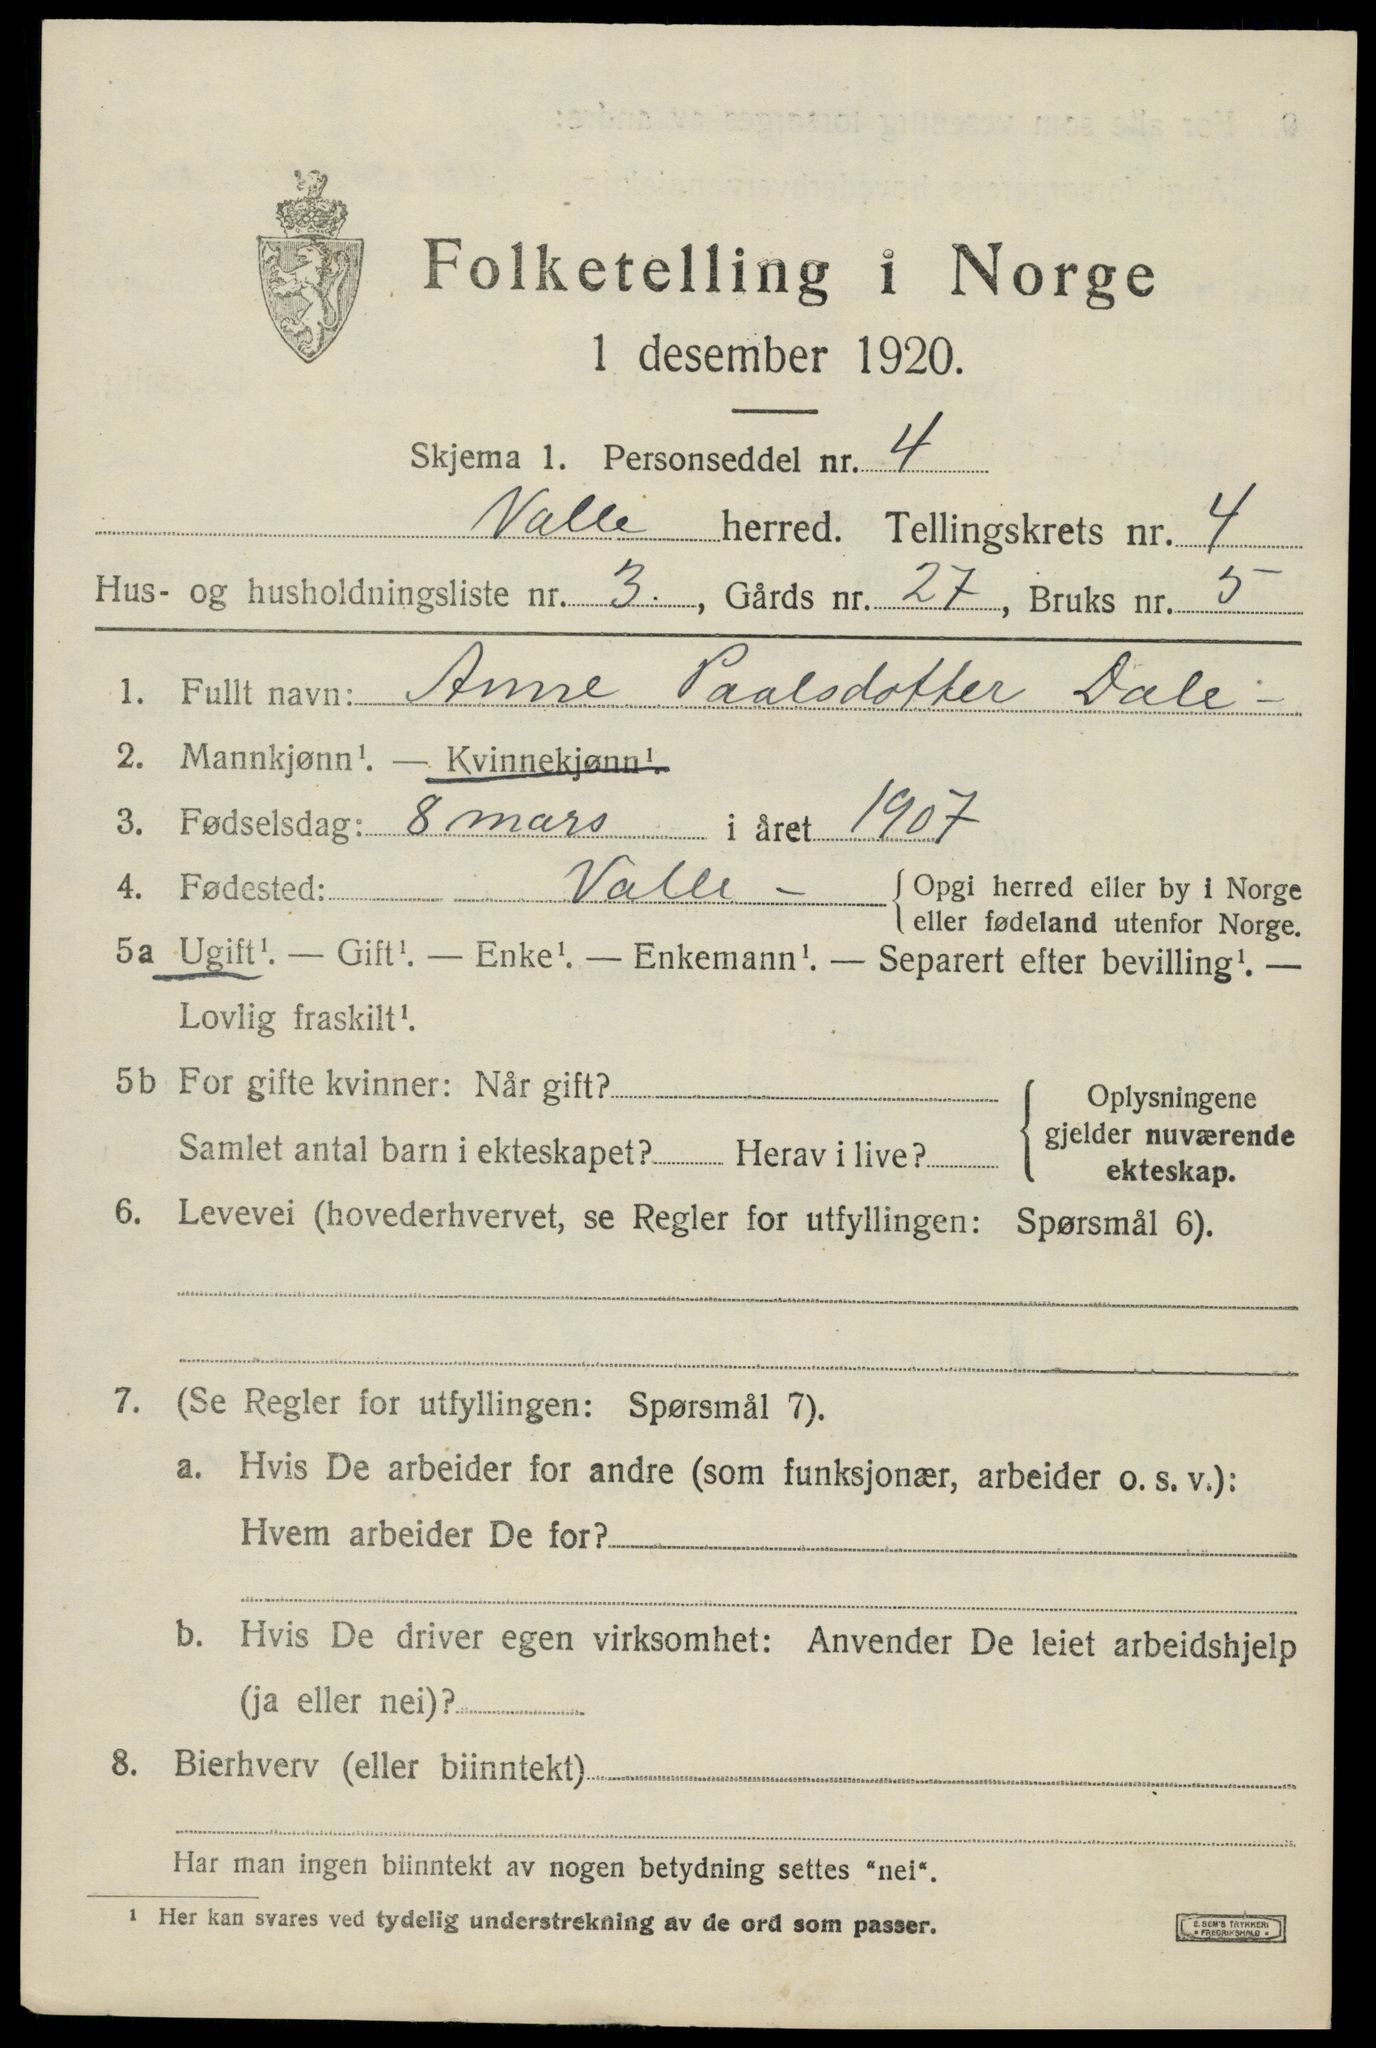 Folketelling i Norge
1 desember 1920.
Skjema 1. Personseddel nr. 4
Valle herred. Tellingskrets nr. 4
Hus- og husholdningsliste nr. 3. , Gårds nr. 27 , Bruks nr. 5
1. Fullt navn: Anne Paalsdotter Dale -
2. Mannkjønn¹. — Kvinnekjønn¹.
3. Fødselsdag: 8 mars i året 1907
4. Fødested: Valle - { Opgi herred eller by i Norge
eller fødeland utenfor Norge.
5a Ugift¹. — Gift¹. — Enke¹. — Enkemann¹. — Separert efter bevilling¹. —
Lovlig fraskilt¹.
5b For gifte kvinner: Når gift?
Samlet antal barn i ekteskapet? Herav i live?
{ Oplysningene
gjelder nuværende
ekteskap.
6. Levevei (hovederhvervet, se Regler for utfyllingen: Spørsmål 6).
7. (Se Regler for utfyllingen: Spørsmål 7).
a. Hvis De arbeider for andre (som funksjonær, arbeider o. s. v.):
Hvem arbeider De for?
b. Hvis De driver egen virksomhet: Anvender De leiet arbeidshjelp
(ja eller nei)?
8. Bierhverv (eller biinntekt)
Har man ingen biinntekt av nogen betydning settes "nei".
¹ Her kan svares ved tydelig understrekning av de ord som passer.
E. SEM'S TRYKKERI
• FREDRIKSHALD •